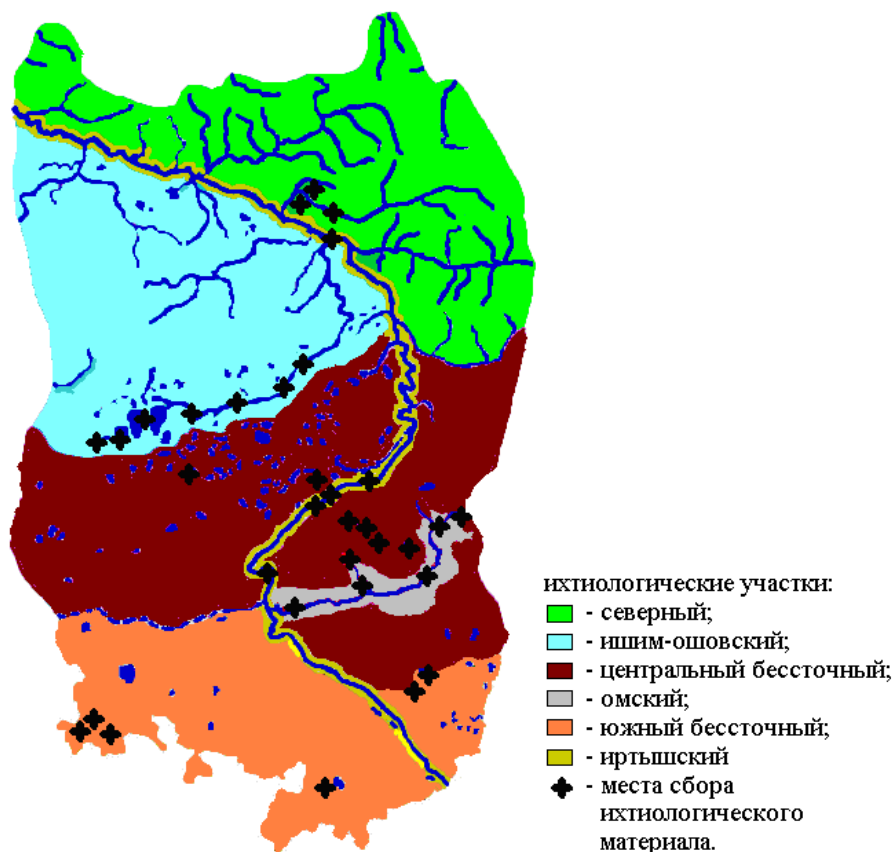 ихтиологические участки:
- северный;
- ишим-ошовский;
- центральный бессточный;
- омский;
- южный бессточный;
- иртышский
- места сбора
ихтиологического
материала.